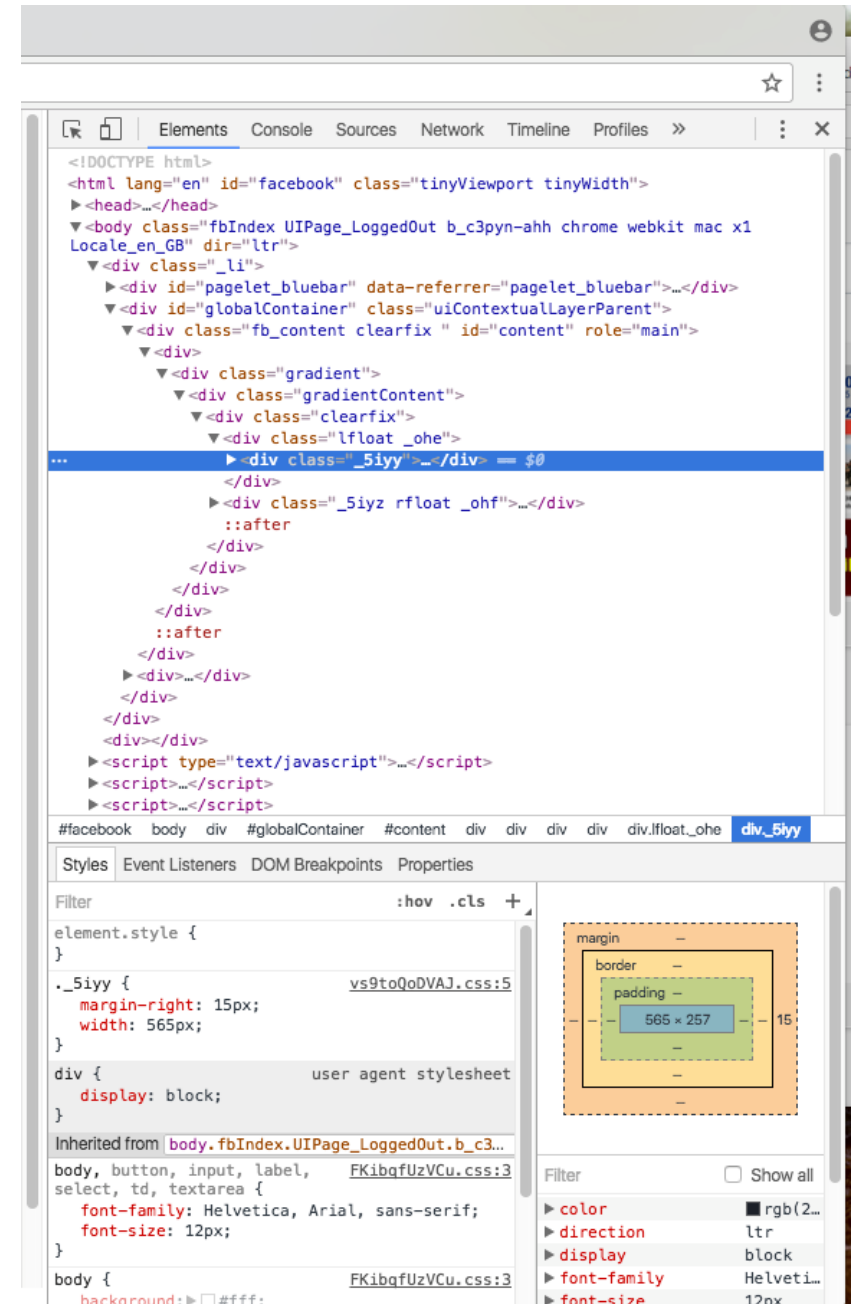 Elements Console Sources Network Timeline Profiles »
<!DOCTYPE html>
<html lang="en" id="facebook" class="tinyViewport tinyWidth">
▶<head>…</head>
▼<body class="fbIndex UIPage_LoggedOut b_c3pyn-ahh chrome webkit mac x1
Locale_en_GB" dir="ltr">
▼<div class="_li">
▶<div id="pagelet_bluebar" data-referrer="pagelet_bluebar">…</div>
▼<div id="globalContainer" class="uiContextualLayerParent">
▼<div class="fb_content clearfix " id="content" role="main">
▼<div>
▼<div class="gradient">
▼<div class="gradientContent">
▼<div class="clearfix">
▼<div class="lfloat _ohe">
… ▶<div class="_5iyy">…</div> == $0
</div>
▶<div class="_5iyz rfloat _ohf">…</div>
::after
</div>
</div>
</div>
</div>
::after
</div>
▶<div>…</div>
</div>
</div>
<div></div>
▶<script type="text/javascript">…</script>
▶<script>…</script>
▶<script>…</script>
#facebook body div #globalContainer #content div div div div div.lfloat._ohe div._5iyy
Styles Event Listeners DOM Breakpoints Properties
Filter :hov .cls +
element.style {
}
._5iyy { vs9toQoDVAJ.css:5
margin-right: 15px;
width: 565px;
}
div { user agent stylesheet
display: block;
}
Inherited from body.fbIndex.UIPage_LoggedOut.b_c3…
body, button, input, label, FKibqfUzVCu.css:3
select, td, textarea {
font-family: Helvetica, Arial, sans-serif;
font-size: 12px;
}
body { FKibqfUzVCu.css:3
background:▶ #fff;
margin –
border –
padding –
– – – 565 × 257 – – 15
–
–
–
Filter Show all
▶ color rgb(2…
▶ direction ltr
▶ display block
▶ font-family Helveti…
▶ font-size 12px